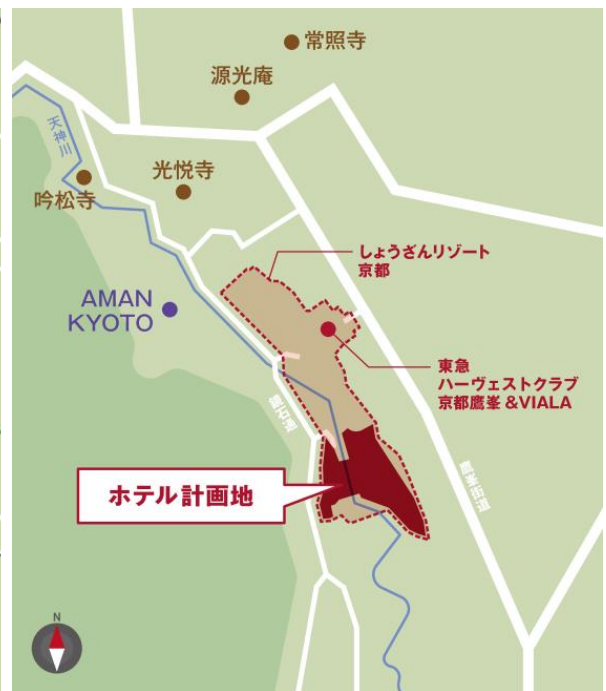 常照寺
源光庵
天神川
光悦寺
吟松寺
しょうざんリゾート
京都
AMAN
KYOTO
東急
ハーヴェストクラブ
京都鷹峯 &VIALA
鏡石通
ホテル計画地
鷹峯街道
N